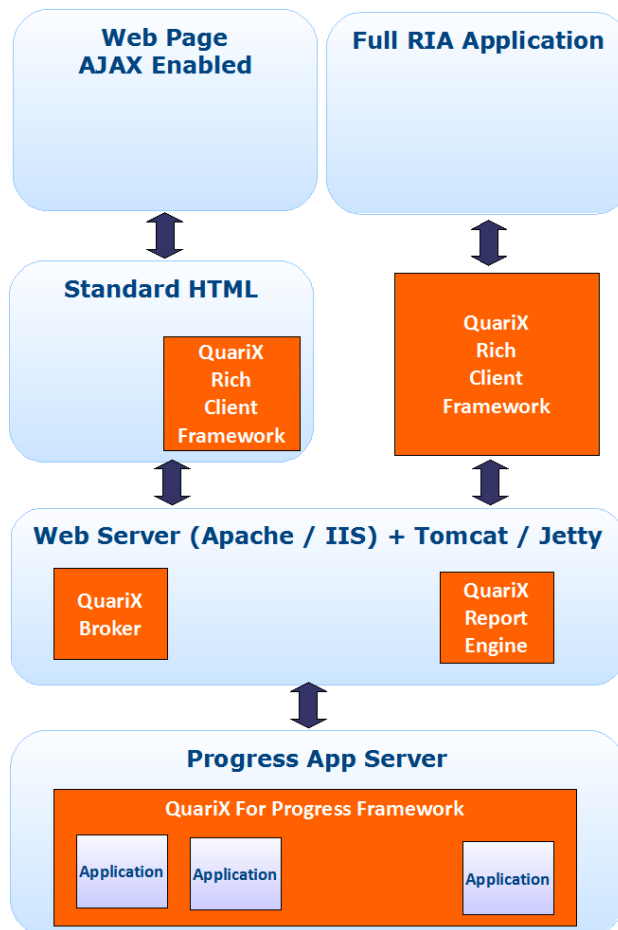 Web Page
AJAX Enabled
Full RIA Application
Standard HTML
QuariX
Rich
Client
Framework
QuariX
Rich
Client
Framework
Web Server (Apache / IIS) + Tomcat / Jetty
QuariX
Broker
QuariX
Report
Engine
Progress App Server
QuariX For Progress Framework
Application
Application
Application